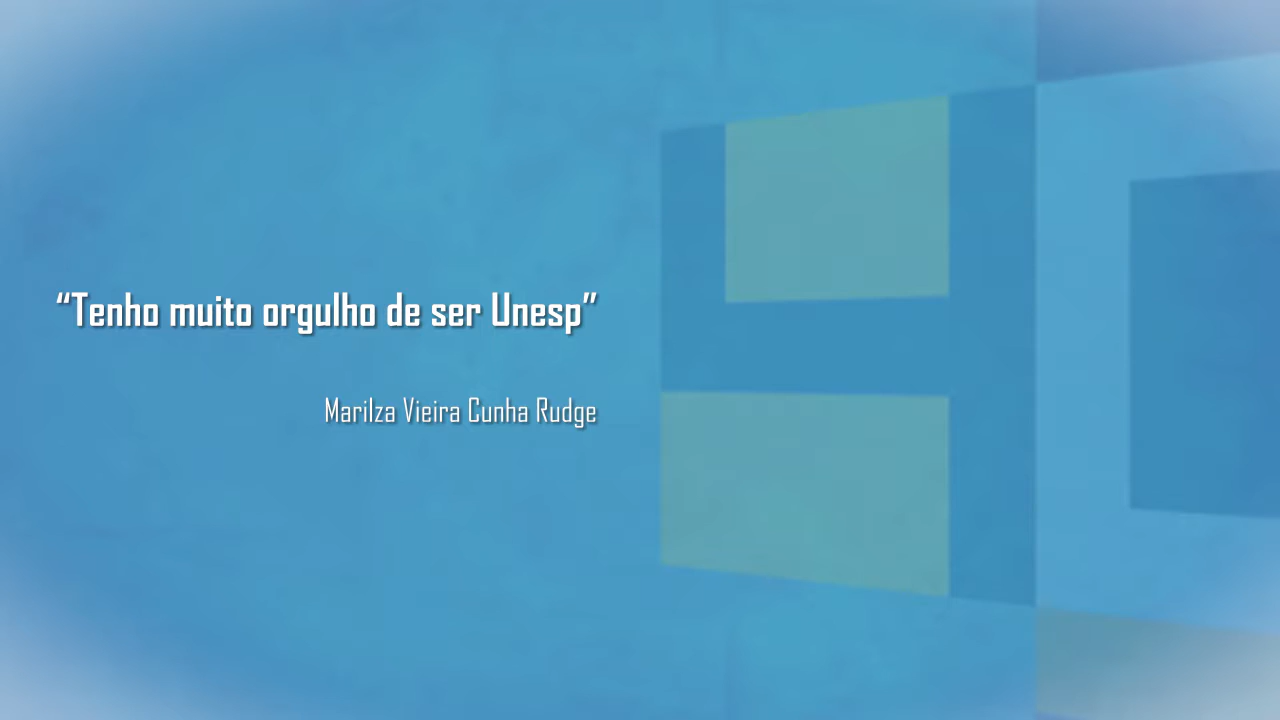 “Tenho muito orgulho de ser Unesp”
Marilza Vieira Cunha Rudge